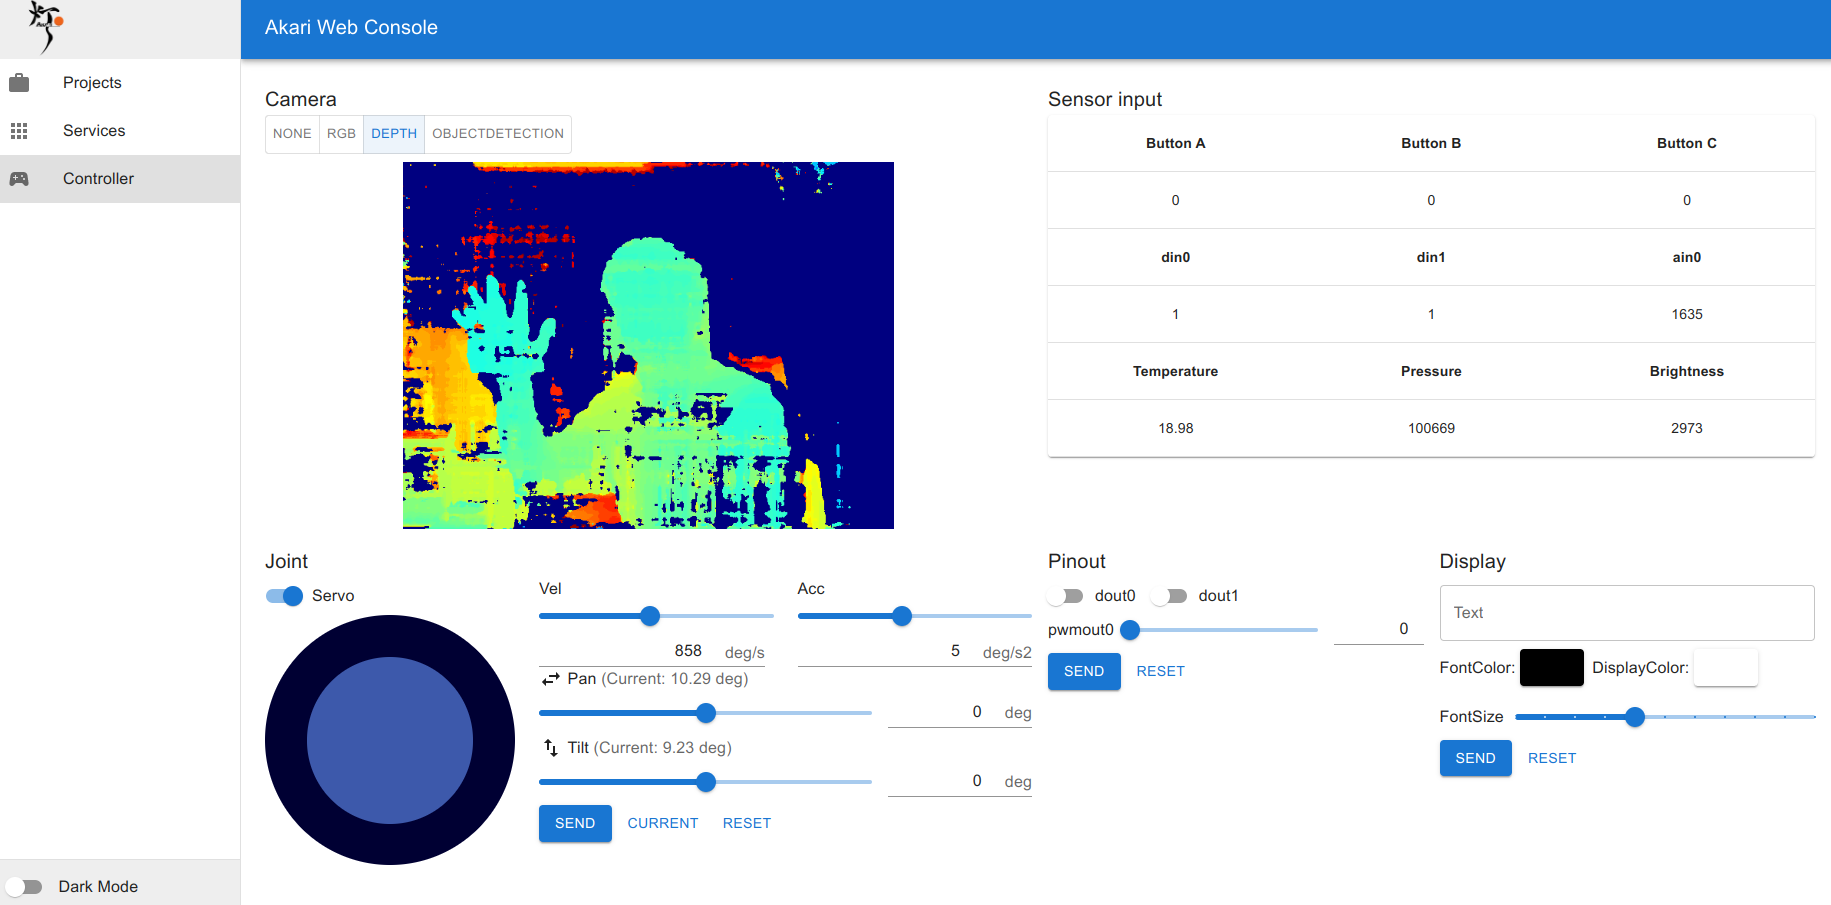 Akari Web Console
Projects
Services
Controller
Camera
NONE RGB DEPTH OBJECTDETECTION
Sensor input
Button A Button B Button C
0 0 0
din0 din1 ain0
1 1 1635
Temperature Pressure Brightness
18.98 100669 2973
Joint
Servo
Vel Acc
858 deg/s 5 deg/s2
Pan (Current: 10.29 deg)
0 deg
Tilt (Current: 9.23 deg)
0 deg
SEND CURRENT RESET
Pinout
dout0 dout1
pwmout0 0
SEND RESET
Display
Text
FontColor: DisplayColor:
FontSize
SEND RESET
Dark Mode